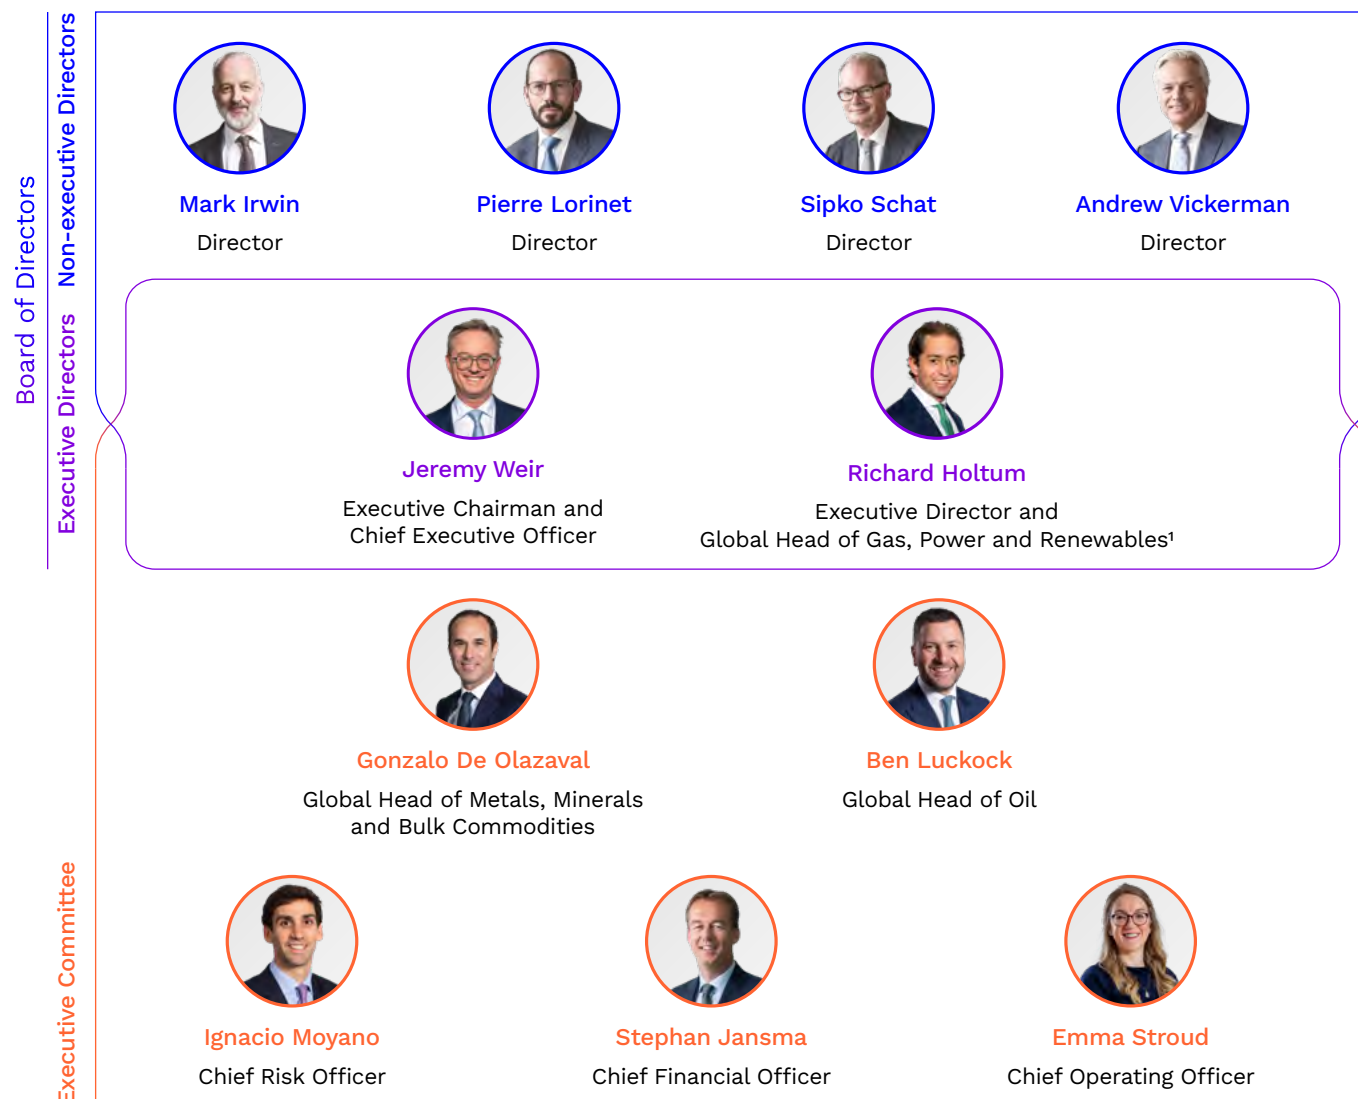 Board of Directors
Non-executive Directors
Mark Irwin
Director
Pierre Lorinet
Director
Sipko Schat
Director
Andrew Vickerman
Director
Executive Directors
Jeremy Weir
Executive Chairman and
Chief Executive Officer
Richard Holtum
Executive Director and
Global Head of Gas, Power and Renewables¹
Executive Committee
Gonzalo De Olazaval
Global Head of Metals, Minerals
and Bulk Commodities
Ben Luckock
Global Head of Oil
Ignacio Moyano
Chief Risk Officer
Stephan Jansma
Chief Financial Officer
Emma Stroud
Chief Operating Officer